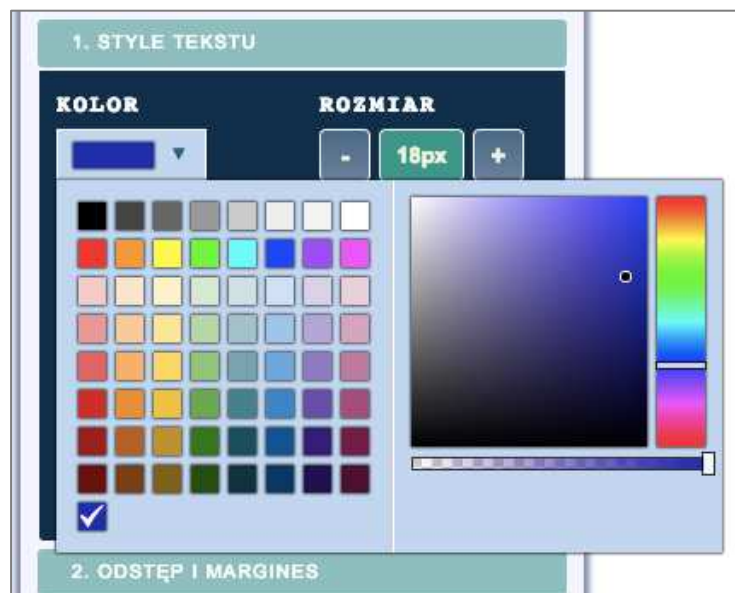 1. STYLE TEKSTU
KOLOR
ROZMIAR
-
18px
+
2. ODSTĘP I MARGINES